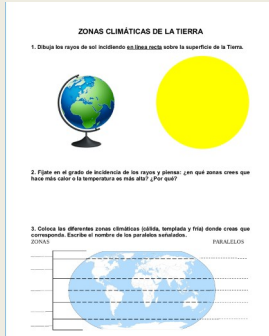 ZONAS CLIMÁTICAS DE LA TIERRA
1. Dibuja los rayos de sol incidiendo en línea recta sobre la superficie de la Tierra.
2. Fíjate en el grado de incidencia de los rayos y piensa: ¿en qué zonas crees que
hace más calor o la temperatura es más alta? ¿Por qué?
3. Coloca las diferentes zonas climáticas (cálida, templada y fría) donde creas que
corresponda. Escribe el nombre de los paralelos señalados.
ZONAS PARALELOS